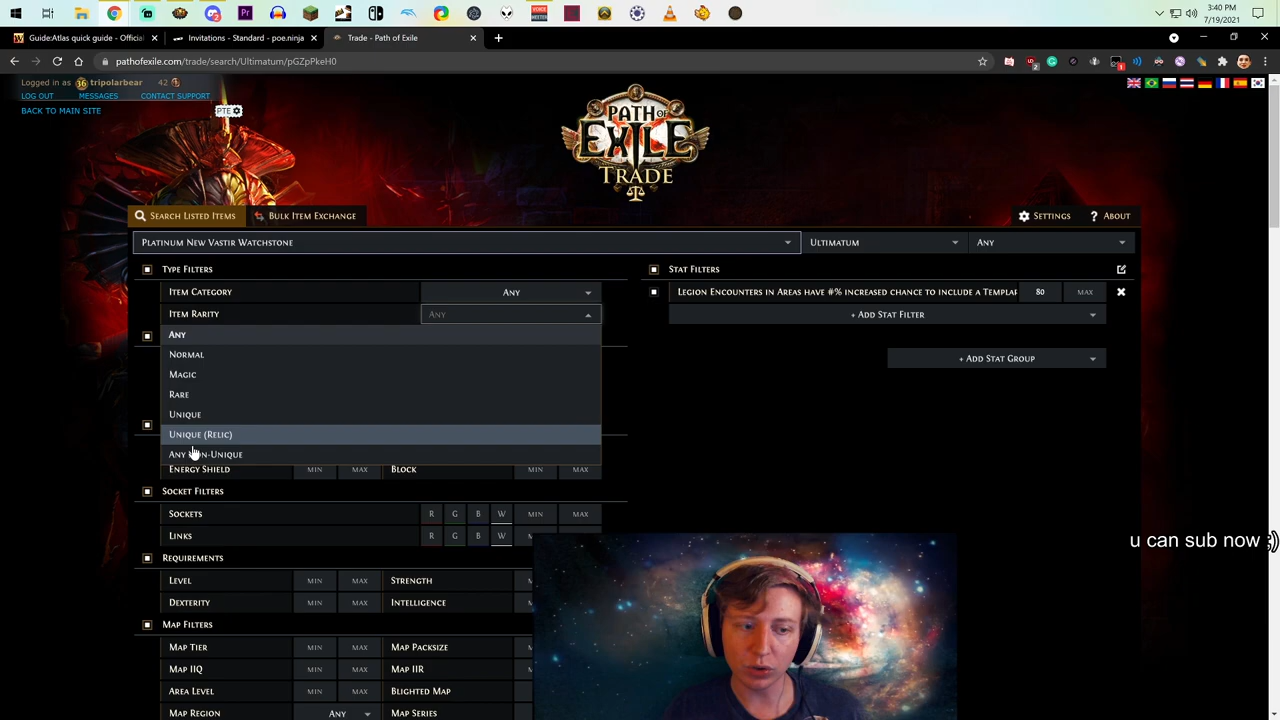 3:40 PM
7/19/2021
Guide:Atlas quick guide - Official
Invitations - Standard - poe.ninja
Trade - Path of Exile
pathofexile.com/trade/search/Ultimatum/pGZpPkeH0
Logged in as tripolarbear 42
LOG OUT MESSAGES CONTACT SUPPORT
BACK TO MAIN SITE
PTE
PATH OF EXILE
TRADE
Search Listed Items
Bulk Item Exchange
Settings
? About
Platinum New Vastir Watchstone
Ultimatum
Any
Type Filters
Stat Filters
Item Category Any
Legion Encounters in Areas have #% increased chance to include a Templar 80 MAX
Item Rarity Any
+ Add Stat Filter
Any
Normal
+ Add Stat Group
Magic
Rare
Unique
Unique (Relic)
Any Non-Unique
Energy Shield MIN MAX Block MIN MAX
Socket Filters
Sockets R G B W MIN MAX
Links R G B W
u can sub now :)
Requirements
Level MIN MAX Strength
Dexterity MIN MAX Intelligence
Map Filters
Map Tier MIN MAX Map Packsize
Map IIQ MIN MAX Map IIR
Area Level MIN MAX Blighted Map
Map Region Any Map Series